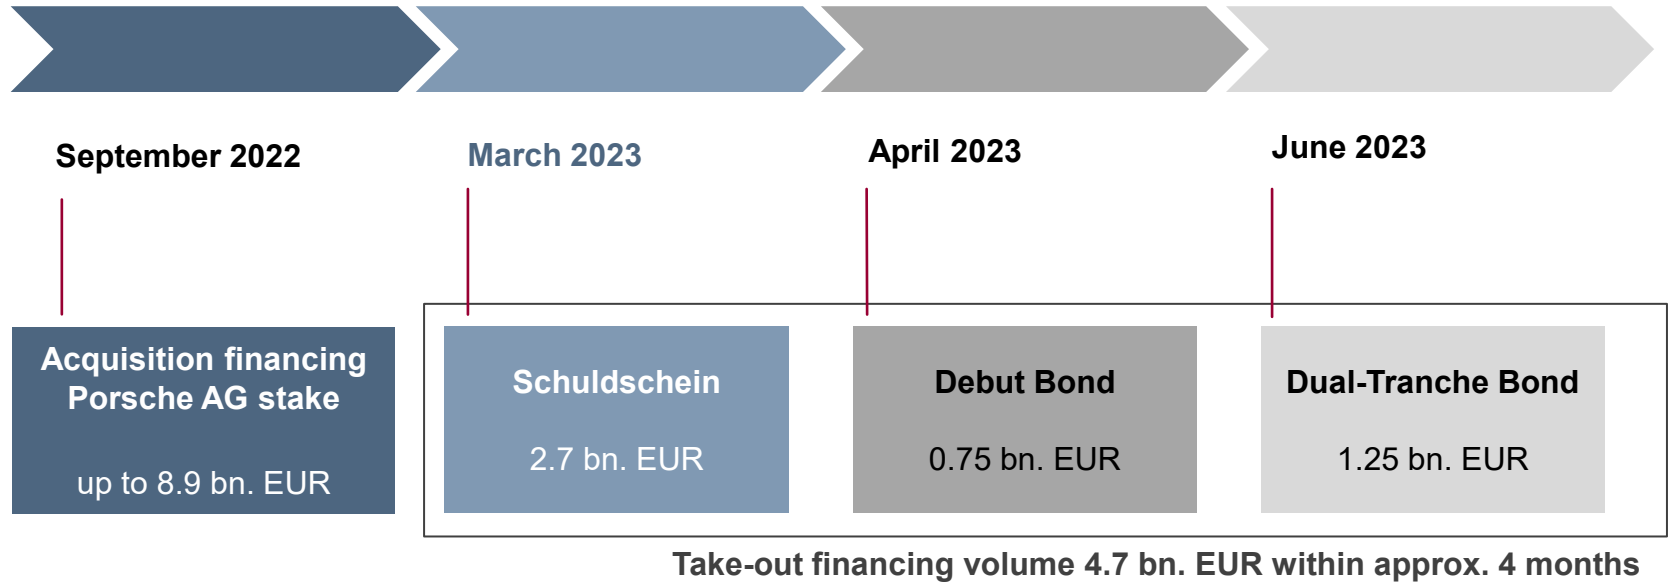 September 2022
March 2023
April 2023
June 2023
Acquisition financing
Porsche AG stake
up to 8.9 bn. EUR
Schuldschein
2.7 bn. EUR
Debut Bond
0.75 bn. EUR
Dual-Tranche Bond
1.25 bn. EUR
Take-out financing volume 4.7 bn. EUR within approx. 4 months